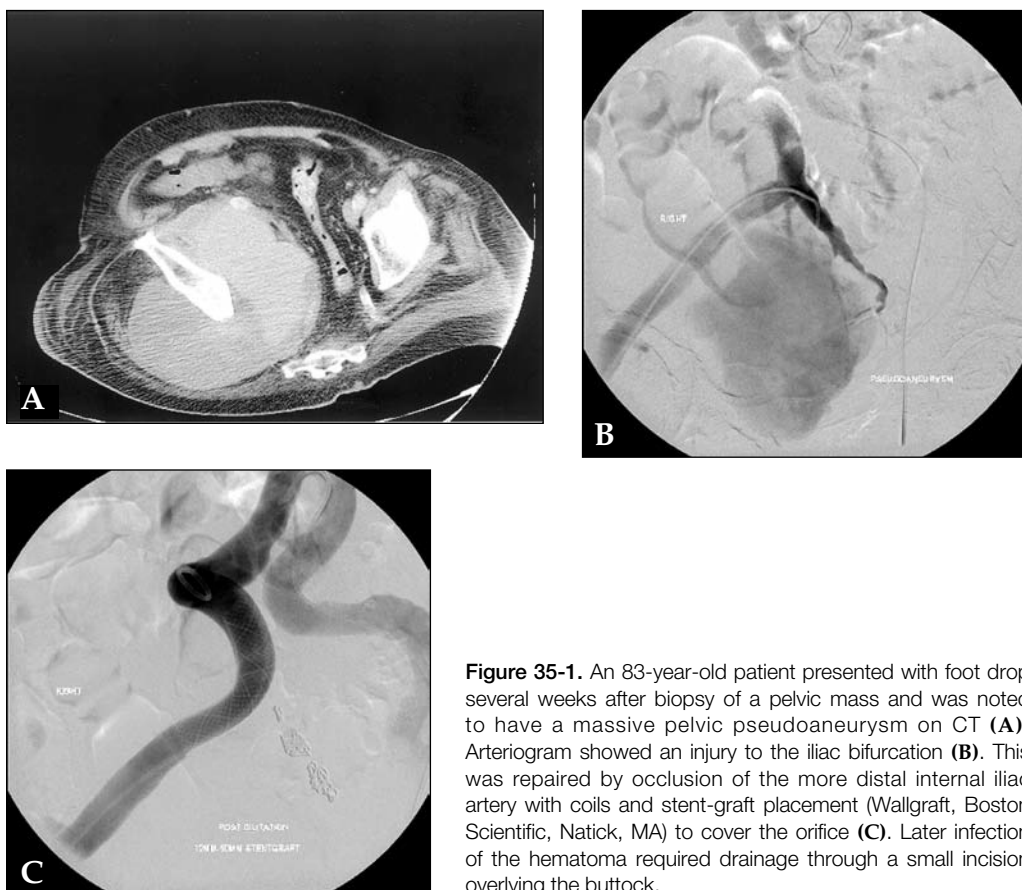 A
RIGHT
PSEUDOANEURYSM
B
RIGHT
POST DILITATION
C
Figure 35-1. An 83-year-old patient presented with foot drop
several weeks after biopsy of a pelvic mass and was noted
to have a massive pelvic pseudoaneurysm on CT (A)
Arteriogram showed an injury to the iliac bifurcation (B). This
was repaired by occlusion of the more distal internal iliac
artery with coils and stent-graft placement (Wallgraft, Boston
Scientific, Natick, MA) to cover the orifice (C). Later infection
of the hematoma required drainage through a small incision
overlying the buttock.